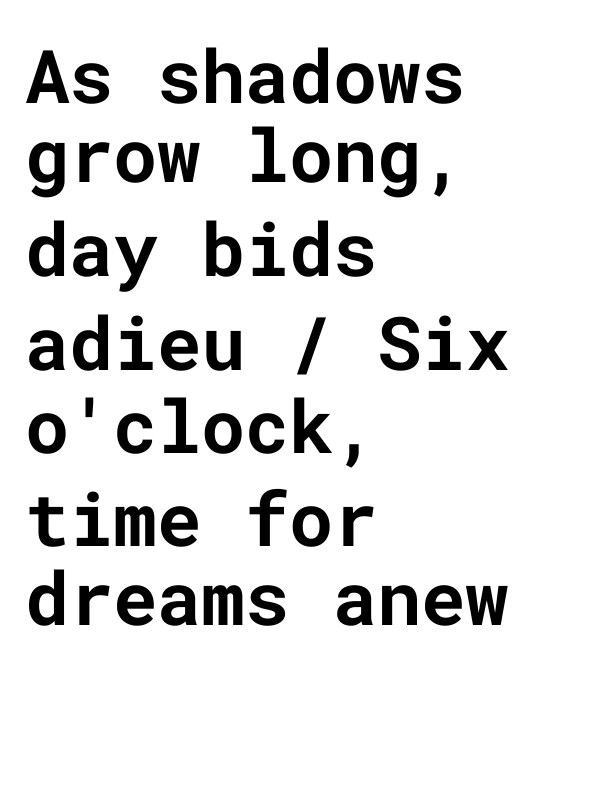 As shadows
grow long,
day bids
adieu / Six
o'clock,
time for
dreams anew